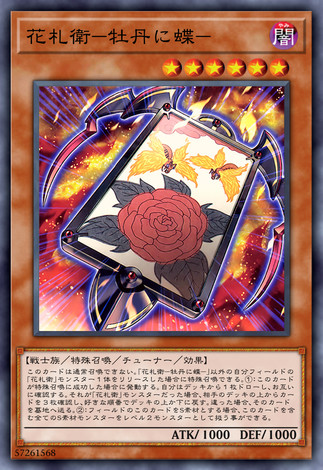 花札衛－牡丹に蝶－
やみ
闇
【戦士族／特殊召喚／チューナー／効果】
このカードは通常召喚できない。「花札衛－牡丹に蝶－」以外の自分フィールドの
「花札衛」モンスター１体をリリースした場合に特殊召喚できる。①：このカード
が特殊召喚に成功した場合に発動する。自分はデッキから１枚ドローし、お互い
に確認する。それが「花札衛」モンスターだった場合、相手のデッキの上からカー
ドを３枚確認し、好きな順番でデッキの上か下に戻す。違った場合、そのカード
を墓地へ送る。②：フィールドのこのカードをS素材とする場合、このカードを含
む全てのS素材モンスターをレベル２モンスターとして扱う事ができる。
ATK/ 1000 DEF/1000
57261568